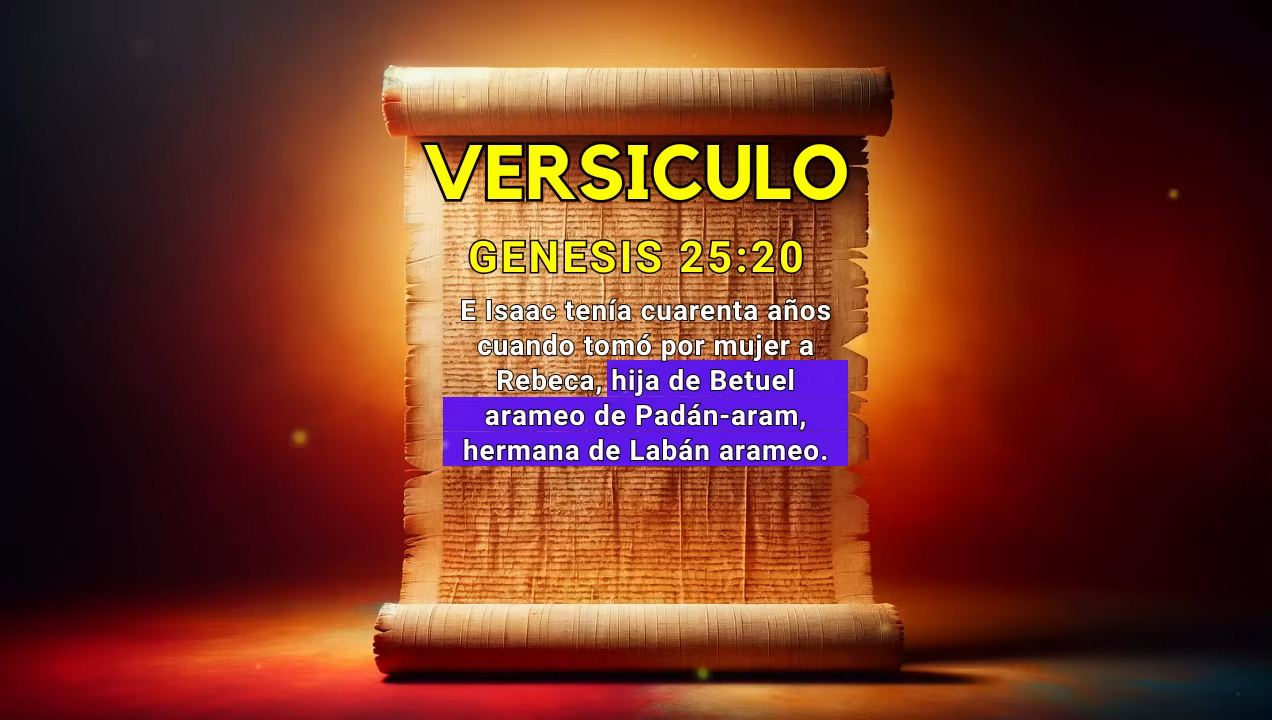 VERSICULO
GENESIS 25:20
E Isaac tenía cuarenta años
cuando tomó por mujer a
Rebeca, hija de Betuel
arameo de Padán-aram,
hermana de Labán arameo.